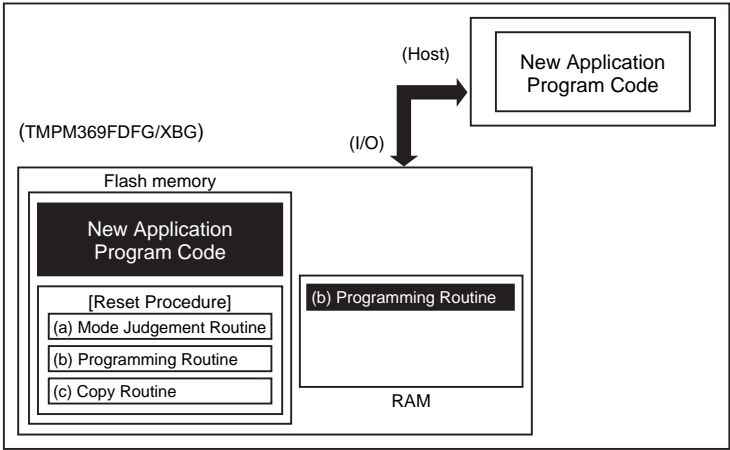 (Host)
New Application
Program Code
(TMPM369FDFG/XBG)
(I/O)
Flash memory
New Application
Program Code
[Reset Procedure]
(a) Mode Judgement Routine
(b) Programming Routine
(c) Copy Routine
(b) Programming Routine
RAM